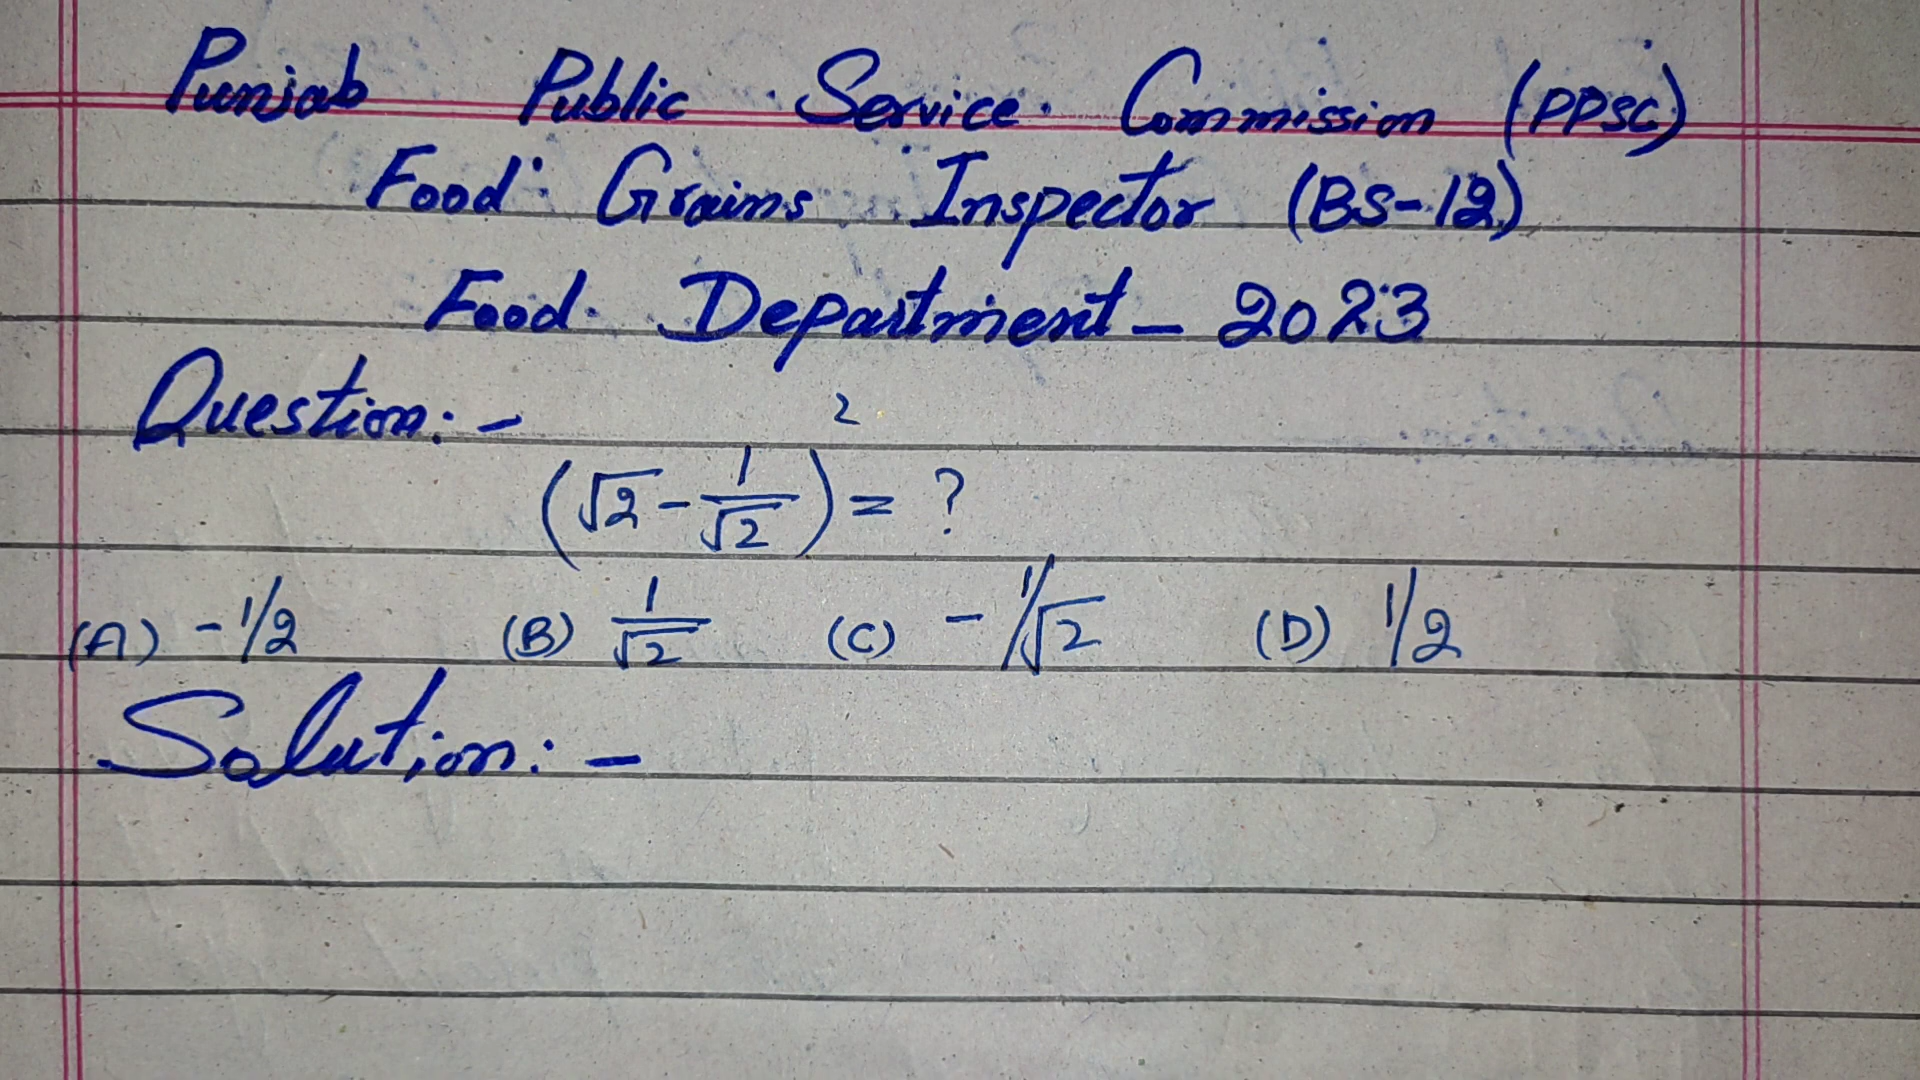 Punjab Public Service Commission (PPSC)
Food Grains Inspector (BS-12)
Food Department - 2023
Question:-
(√2 - 1/√2)² = ?
(A) -1/2 (B) 1/√2 (C) -1/√2 (D) 1/2
Solution:-